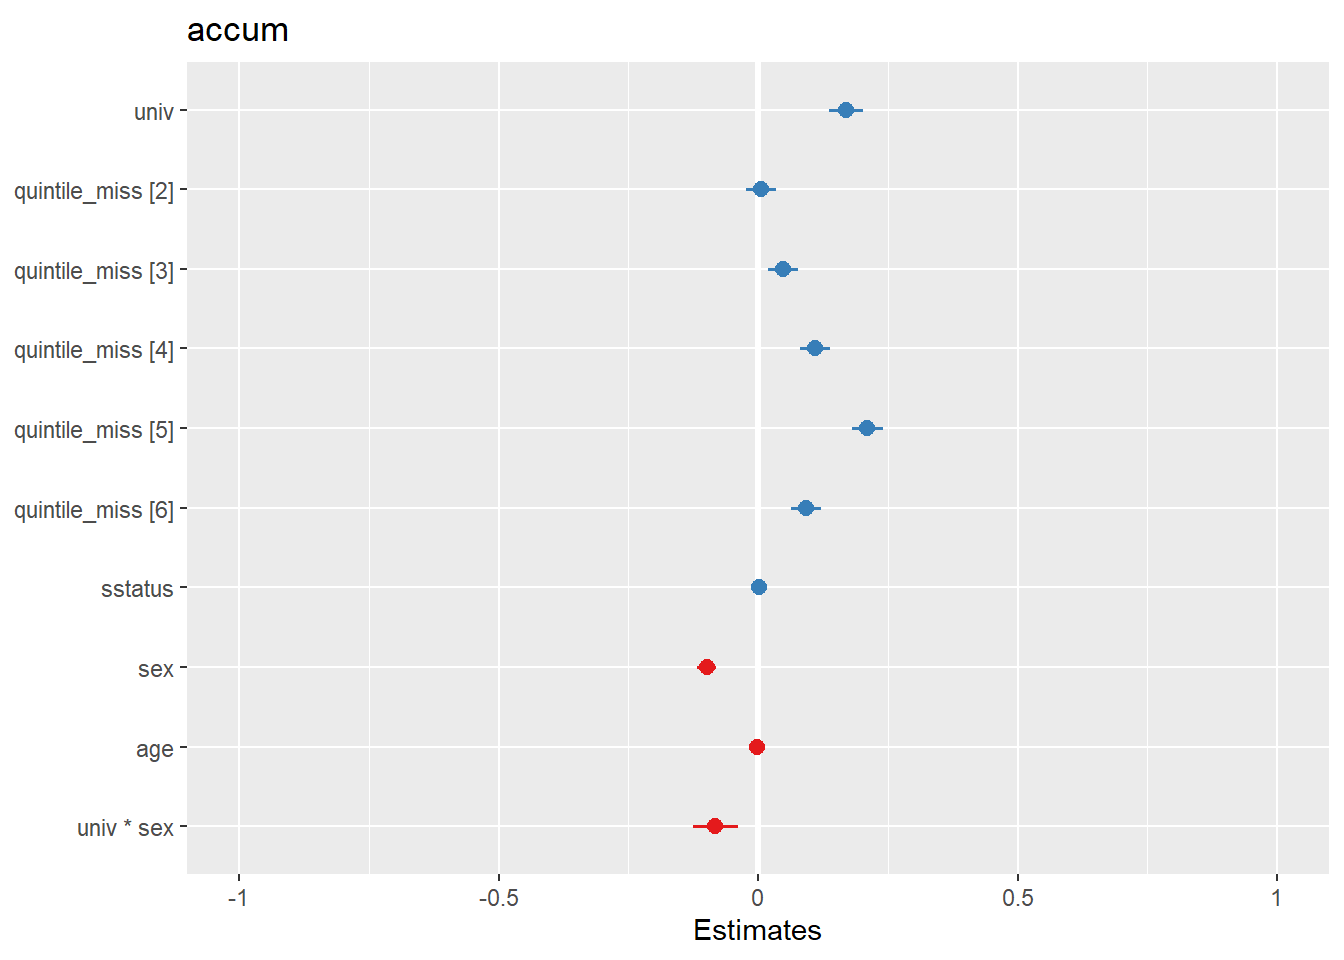 accum
univ
quintile_miss [2]
quintile_miss [3]
quintile_miss [4]
quintile_miss [5]
quintile_miss [6]
sstatus
sex
age
univ * sex
-1 -0.5 0 0.5 1
Estimates